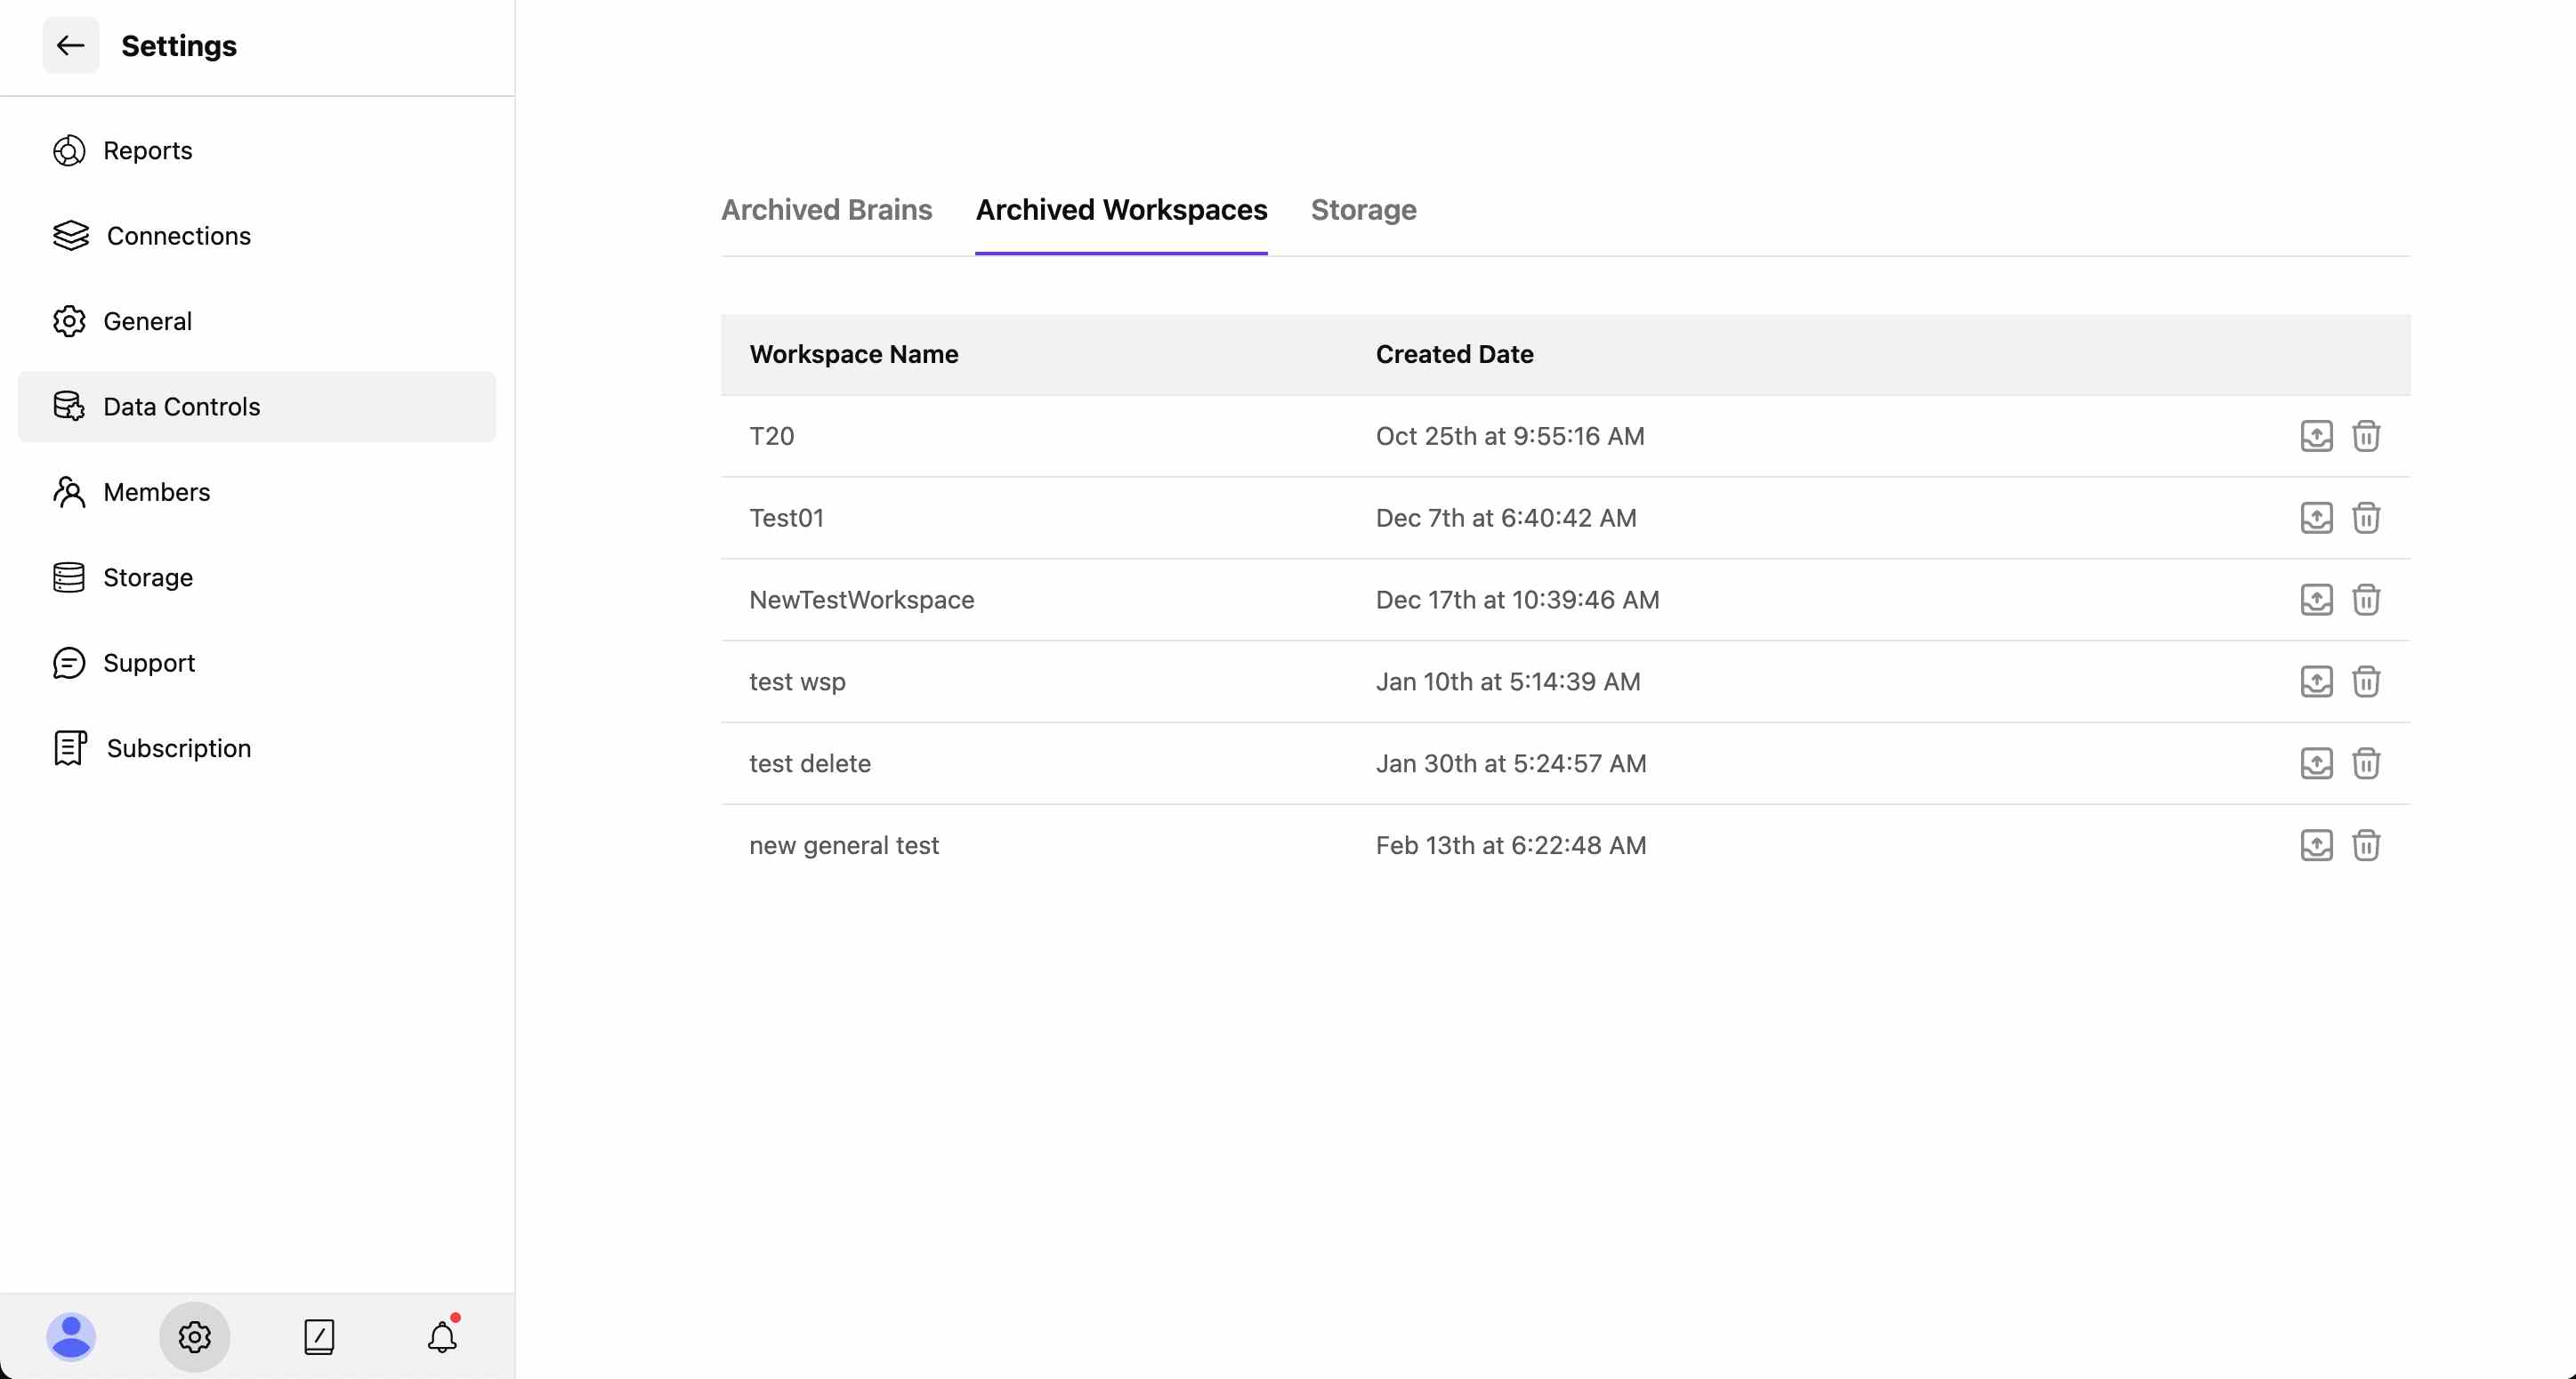 Settings
Reports
Connections
General
Data Controls
Members
Storage
Support
Subscription
Archived Brains Archived Workspaces Storage
Workspace Name Created Date
T20 Oct 25th at 9:55:16 AM
Test01 Dec 7th at 6:40:42 AM
NewTestWorkspace Dec 17th at 10:39:46 AM
test wsp Jan 10th at 5:14:39 AM
test delete Jan 30th at 5:24:57 AM
new general test Feb 13th at 6:22:48 AM